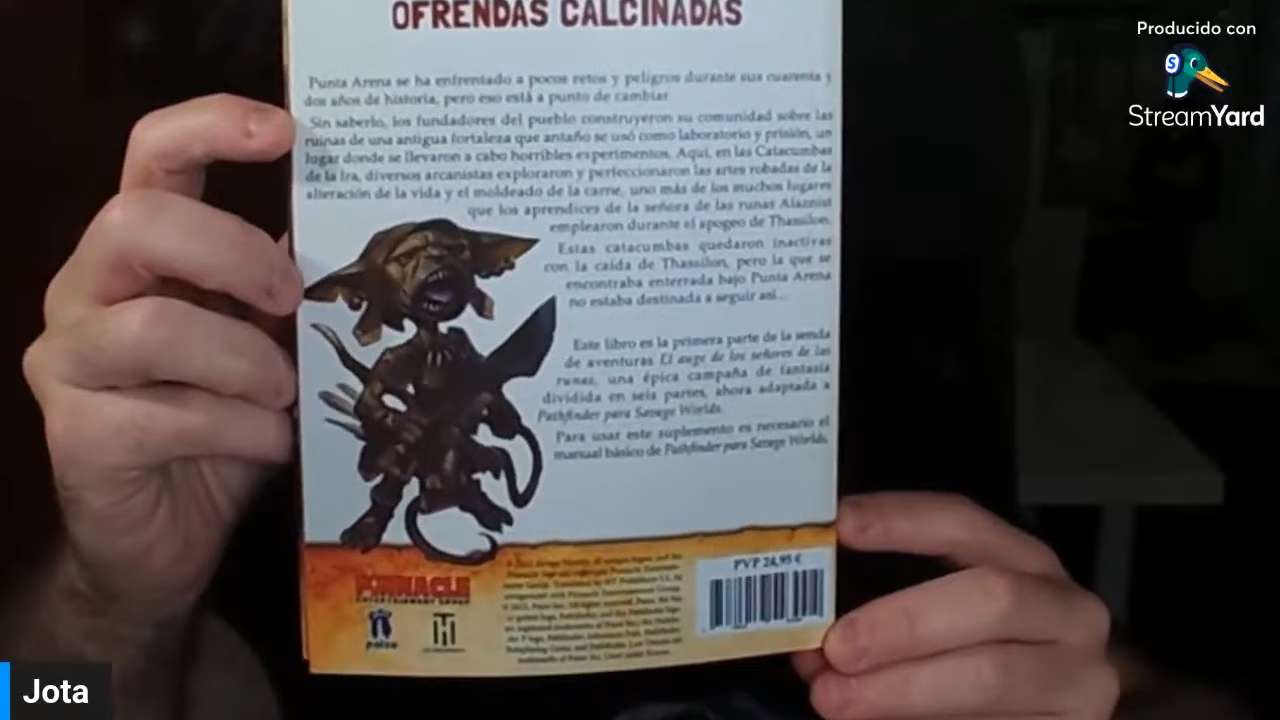 OFRENDAS CALCINADAS
Producido con
StreamYard
Punta Arena se ha enfrentado a pocos retos y peligros durante sus cuarenta y
dos años de historia, pero eso está a punto de cambiar.
Sin saberlo, los fundadores del pueblo construyeron su comunidad sobre las
ruinas de una antigua fortaleza que antaño se usó como laboratorio y prisión, un
lugar donde se llevaron a cabo horribles experimentos. Aquí, en las Catacumbas
de la Ira, diversos arcanistas exploraron y perfeccionaron las artes robadas de la
alteración de la vida y el moldeado de la carne, uno más de los muchos lugares
que los aprendices de la señora de las runas Alaznist
emplearon durante el apogeo de Thassilon.
Estas catacumbas quedaron inactivas
con la caída de Thassilon, pero la que se
encontraba enterrada bajo Punta Arena
no estaba destinada a seguir así...
Este libro es la primera parte de la senda
de aventuras El auge de los señores de las
runas, una épica campaña de fantasía
dividida en seis partes, ahora adaptada a
Pathfinder para Savage Worlds.
Para usar este suplemento es necesario el
manual básico de Pathfinder para Savage Worlds.
PVP 24,95 €
PINNACLE
ENTERTAINMENT GROUP
paizo
Jota